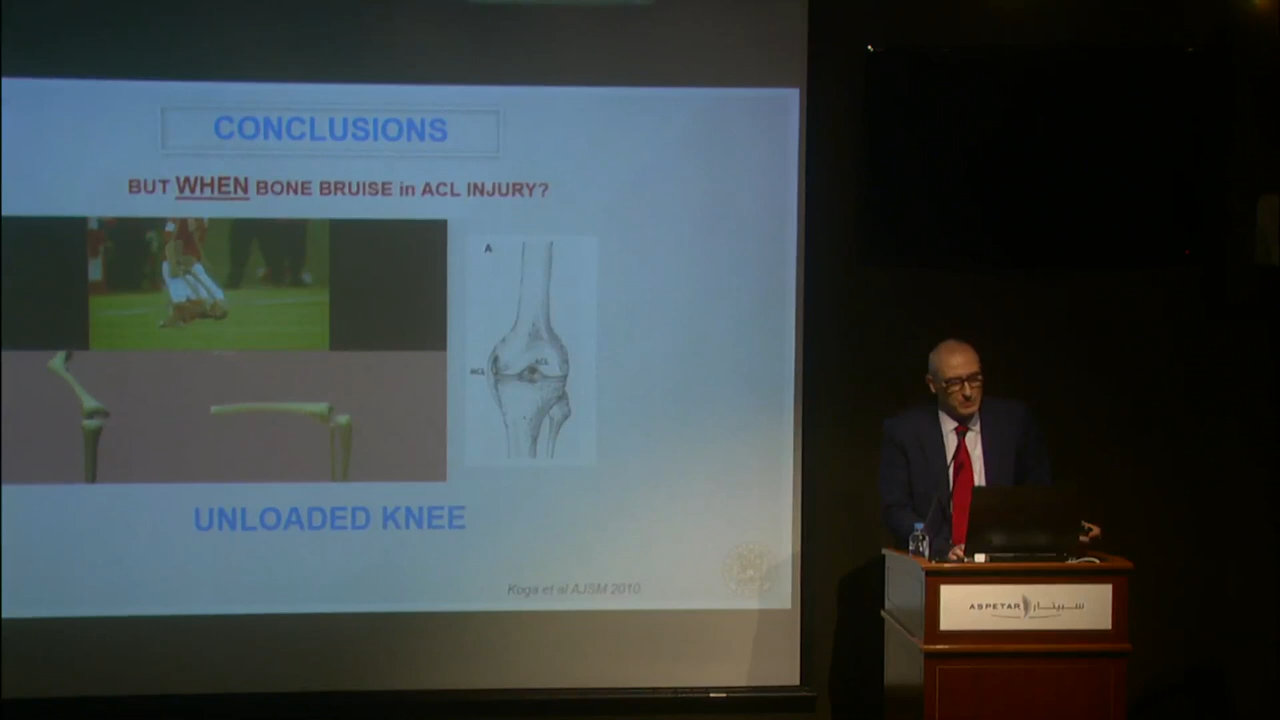 CONCLUSIONS
BUT WHEN BONE BRUISE in ACL INJURY?
A
ACL
MCL
UNLOADED KNEE
Koga et al AJSM 2010
ASPETAR سبيتار